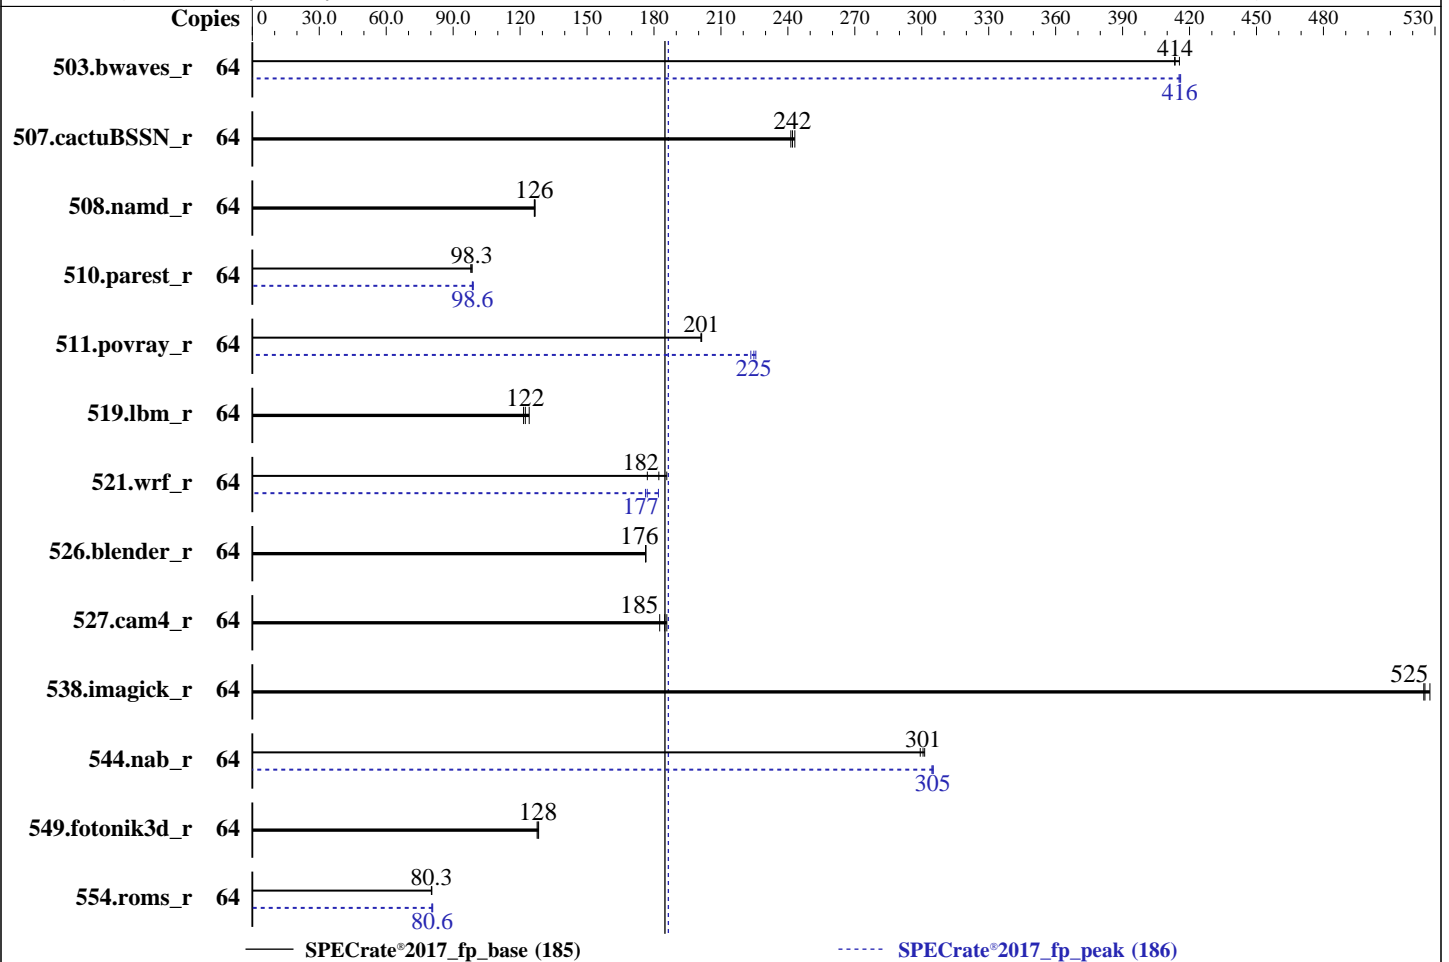 Copies 0 30.0 60.0 90.0 120 150 180 210 240 270 300 330 360 390 420 450 480 530
414
503.bwaves_r 64
416
242
507.cactuBSSN_r 64
126
508.namd_r 64
98.3
510.parest_r 64
98.6
201
511.povray_r 64
225
122
519.lbm_r 64
182
521.wrf_r 64
177
176
526.blender_r 64
185
527.cam4_r 64
525
538.imagick_r 64
301
544.nab_r 64
305
128
549.fotonik3d_r 64
80.3
554.roms_r 64
80.6
SPECrate®2017_fp_base (185) SPECrate®2017_fp_peak (186)